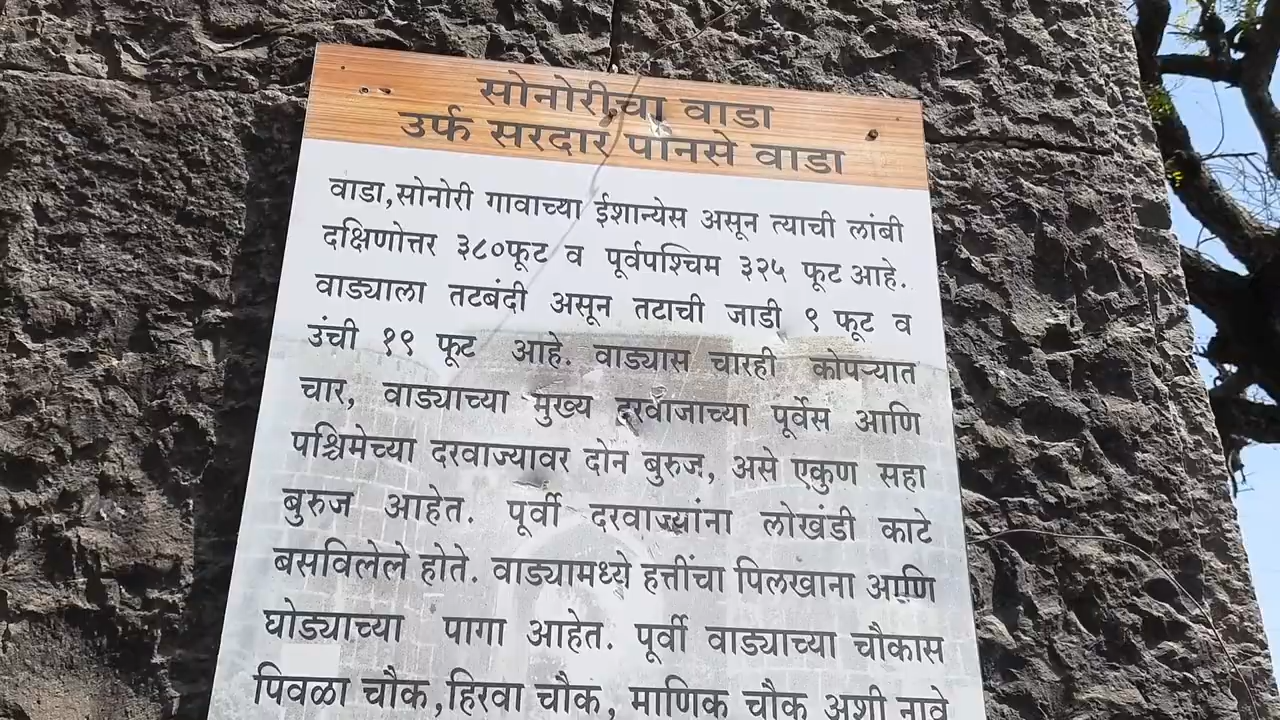 सोनोरीचा वाडा
उर्फ सरदार पानसे वाडा
वाडा,सोनोरी गावाच्या ईशान्येस असून त्याची लांबी
दक्षिणोत्तर ३८०फूट व पूर्वपश्चिम ३२५ फूट आहे.
वाड्याला तटबंदी असून तटाची जाडी ९ फूट व
उंची १९ फूट आहे. वाड्यास चारही कोपऱ्यात
चार, वाड्याच्या मुख्य दरवाजाच्या पूर्वेस आणि
पश्चिमेच्या दरवाज्यावर दोन बुरुज, असे एकुण सहा
बुरुज आहेत. पूर्वी दरवाज्यांना लोखंडी काटे
बसविलेले होते. वाड्यामध्ये हत्तींचा पिलखाना आणि
घोड्याच्या पागा आहेत. पूर्वी वाड्याच्या चौकास
पिवळा चौक,हिरवा चौक, माणिक चौक अशी नावे